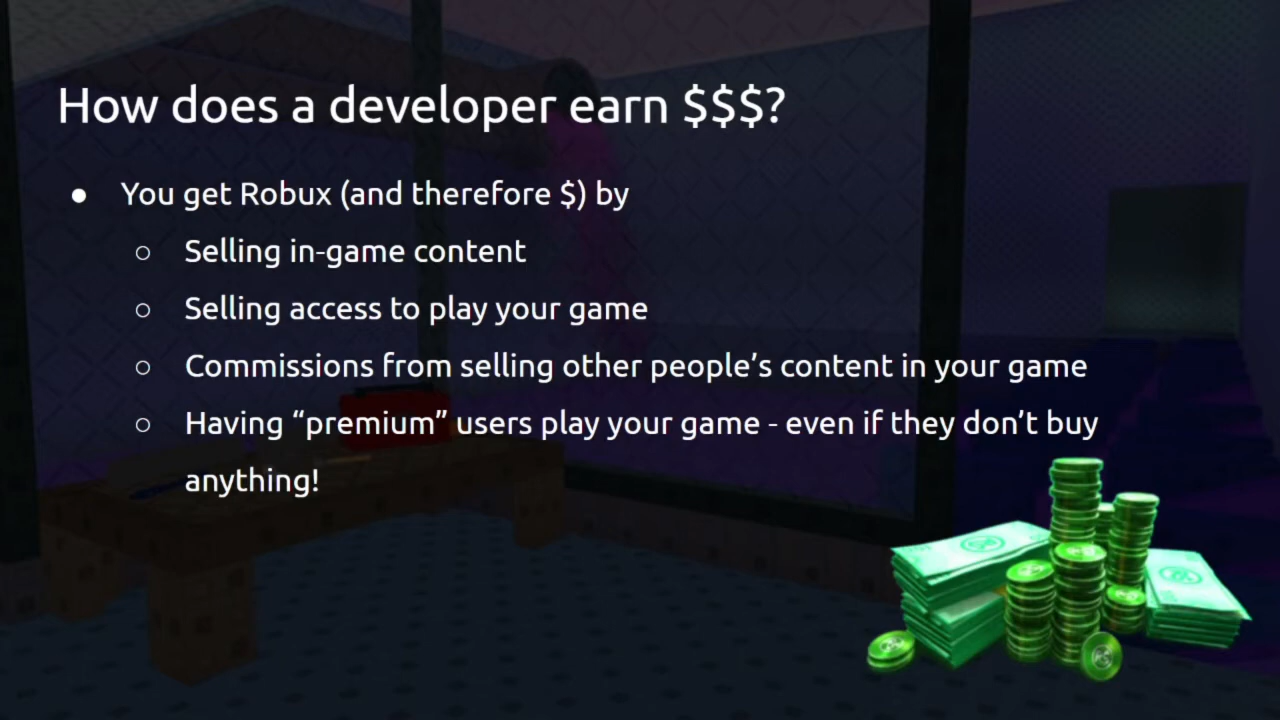 How does a developer earn $$$?
● You get Robux (and therefore $) by
○ Selling in-game content
○ Selling access to play your game
○ Commissions from selling other people’s content in your game
○ Having “premium” users play your game - even if they don’t buy
anything!